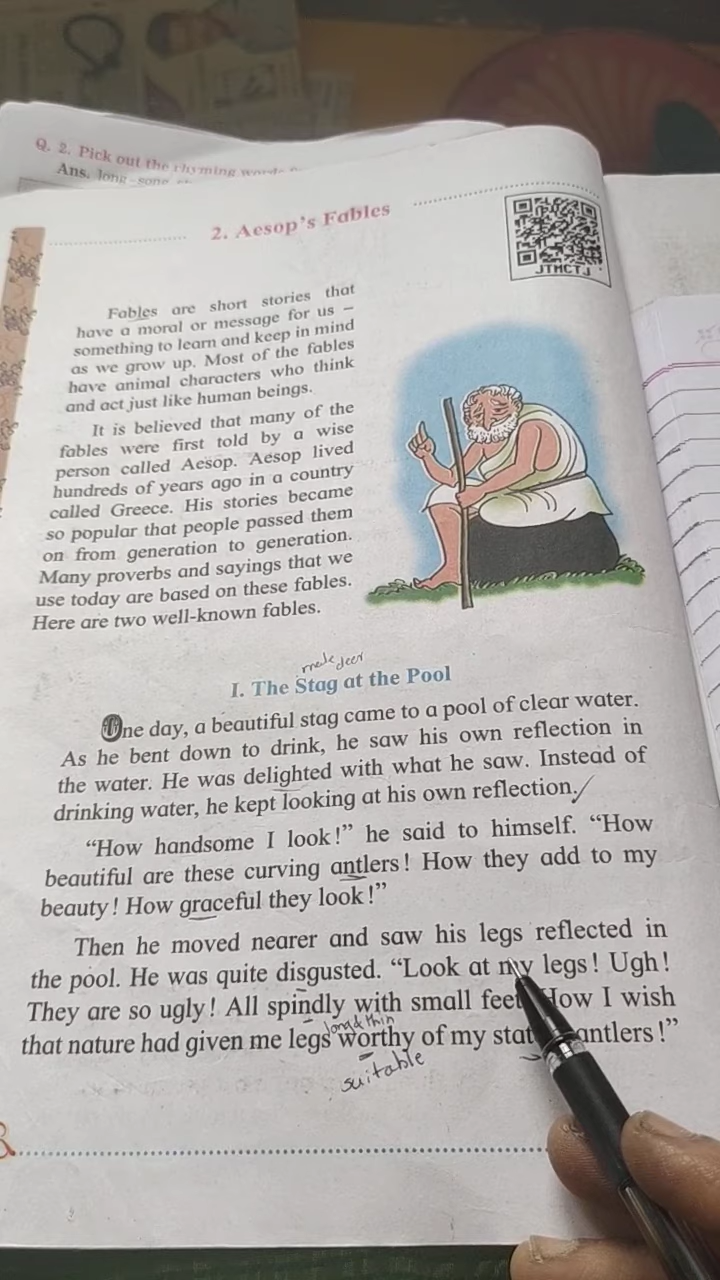 Q. 2. Pick out the rhyming words
Ans. long - song
2. Aesop's Fables
JTMCTJ
Fables are short stories that
have a moral or message for us –
something to learn and keep in mind
as we grow up. Most of the fables
have animal characters who think
and act just like human beings.
It is believed that many of the
fables were first told by a wise
person called Aesop. Aesop lived
hundreds of years ago in a country
called Greece. His stories became
so popular that people passed them
on from generation to generation.
Many proverbs and sayings that we
use today are based on these fables.
Here are two well-known fables.
male deer
I. The Stag at the Pool
One day, a beautiful stag came to a pool of clear water.
As he bent down to drink, he saw his own reflection in
the water. He was delighted with what he saw. Instead of
drinking water, he kept looking at his own reflection.
“How handsome I look!” he said to himself. “How
beautiful are these curving antlers! How they add to my
beauty! How graceful they look!”
Then he moved nearer and saw his legs reflected in
the pool. He was quite disgusted. “Look at my legs! Ugh!
They are so ugly! All spindly with small feet. How I wish
long & thin
that nature had given me legs worthy of my antlers!”
suitable